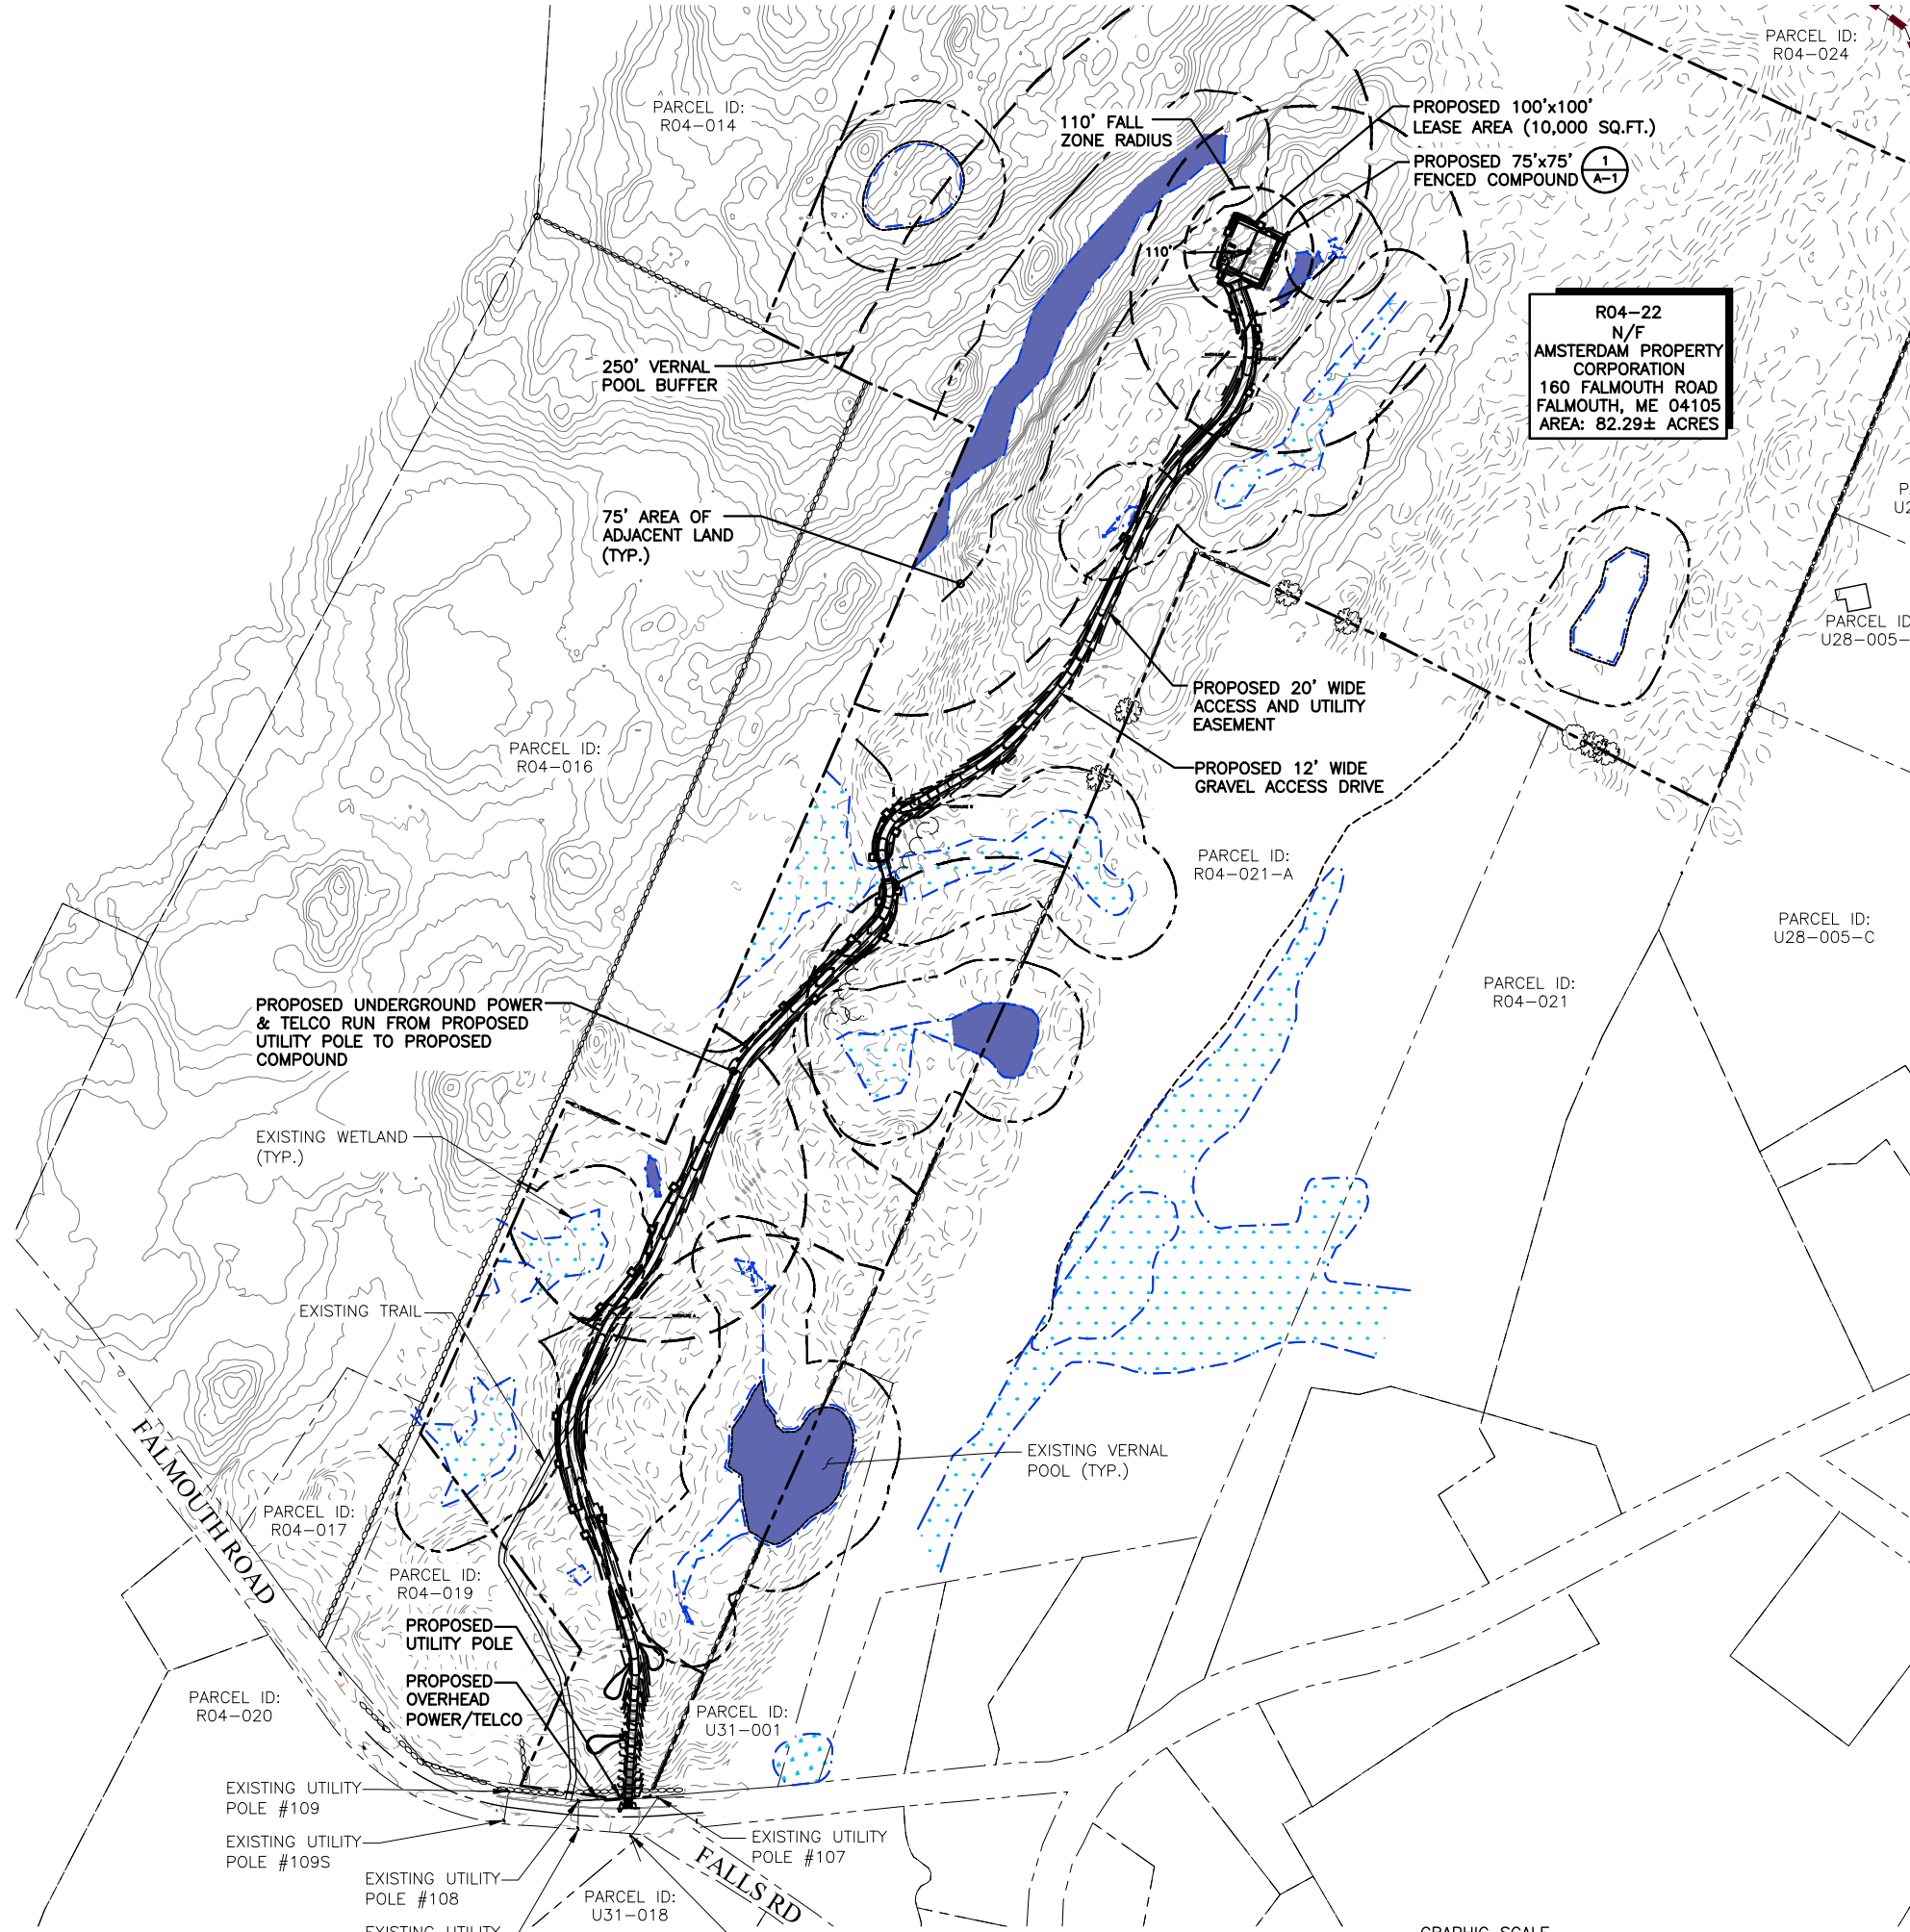 PARCEL ID:
R04-024
PARCEL ID:
R04-014
110' FALL
ZONE RADIUS
PROPOSED 100'x100'
LEASE AREA (10,000 SQ.FT.)
PROPOSED 75'x75'
FENCED COMPOUND
1
A-1
110'
R04-22
N/F
AMSTERDAM PROPERTY
CORPORATION
160 FALMOUTH ROAD
FALMOUTH, ME 04105
AREA: 82.29± ACRES
250' VERNAL
POOL BUFFER
75' AREA OF
ADJACENT LAND
(TYP.)
PARCEL ID
U28-005-
PROPOSED 20' WIDE
ACCESS AND UTILITY
EASEMENT
PARCEL ID:
R04-016
PROPOSED 12' WIDE
GRAVEL ACCESS DRIVE
PARCEL ID:
R04-021-A
PARCEL ID:
U28-005-C
PARCEL ID:
R04-021
PROPOSED UNDERGROUND POWER
& TELCO RUN FROM PROPOSED
UTILITY POLE TO PROPOSED
COMPOUND
EXISTING WETLAND
(TYP.)
EXISTING TRAIL
EXISTING VERNAL
POOL (TYP.)
FALMOUTH ROAD
PARCEL ID:
R04-017
PARCEL ID:
R04-019
PROPOSED
UTILITY POLE
PROPOSED
OVERHEAD
POWER/TELCO
PARCEL ID:
R04-020
PARCEL ID:
U31-001
EXISTING UTILITY
POLE #109
EXISTING UTILITY
POLE #109S
EXISTING UTILITY
POLE #107
EXISTING UTILITY
POLE #108
FALLS RD
PARCEL ID:
U31-018
EXISTING UTILITY
GRAPHIC SCALE